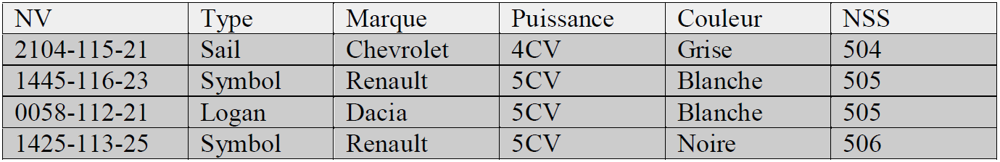 NV Type Marque Puissance Couleur NSS
2104-115-21 Sail Chevrolet 4CV Grise 504
1445-116-23 Symbol Renault 5CV Blanche 505
0058-112-21 Logan Dacia 5CV Blanche 505
1425-113-25 Symbol Renault 5CV Noire 506